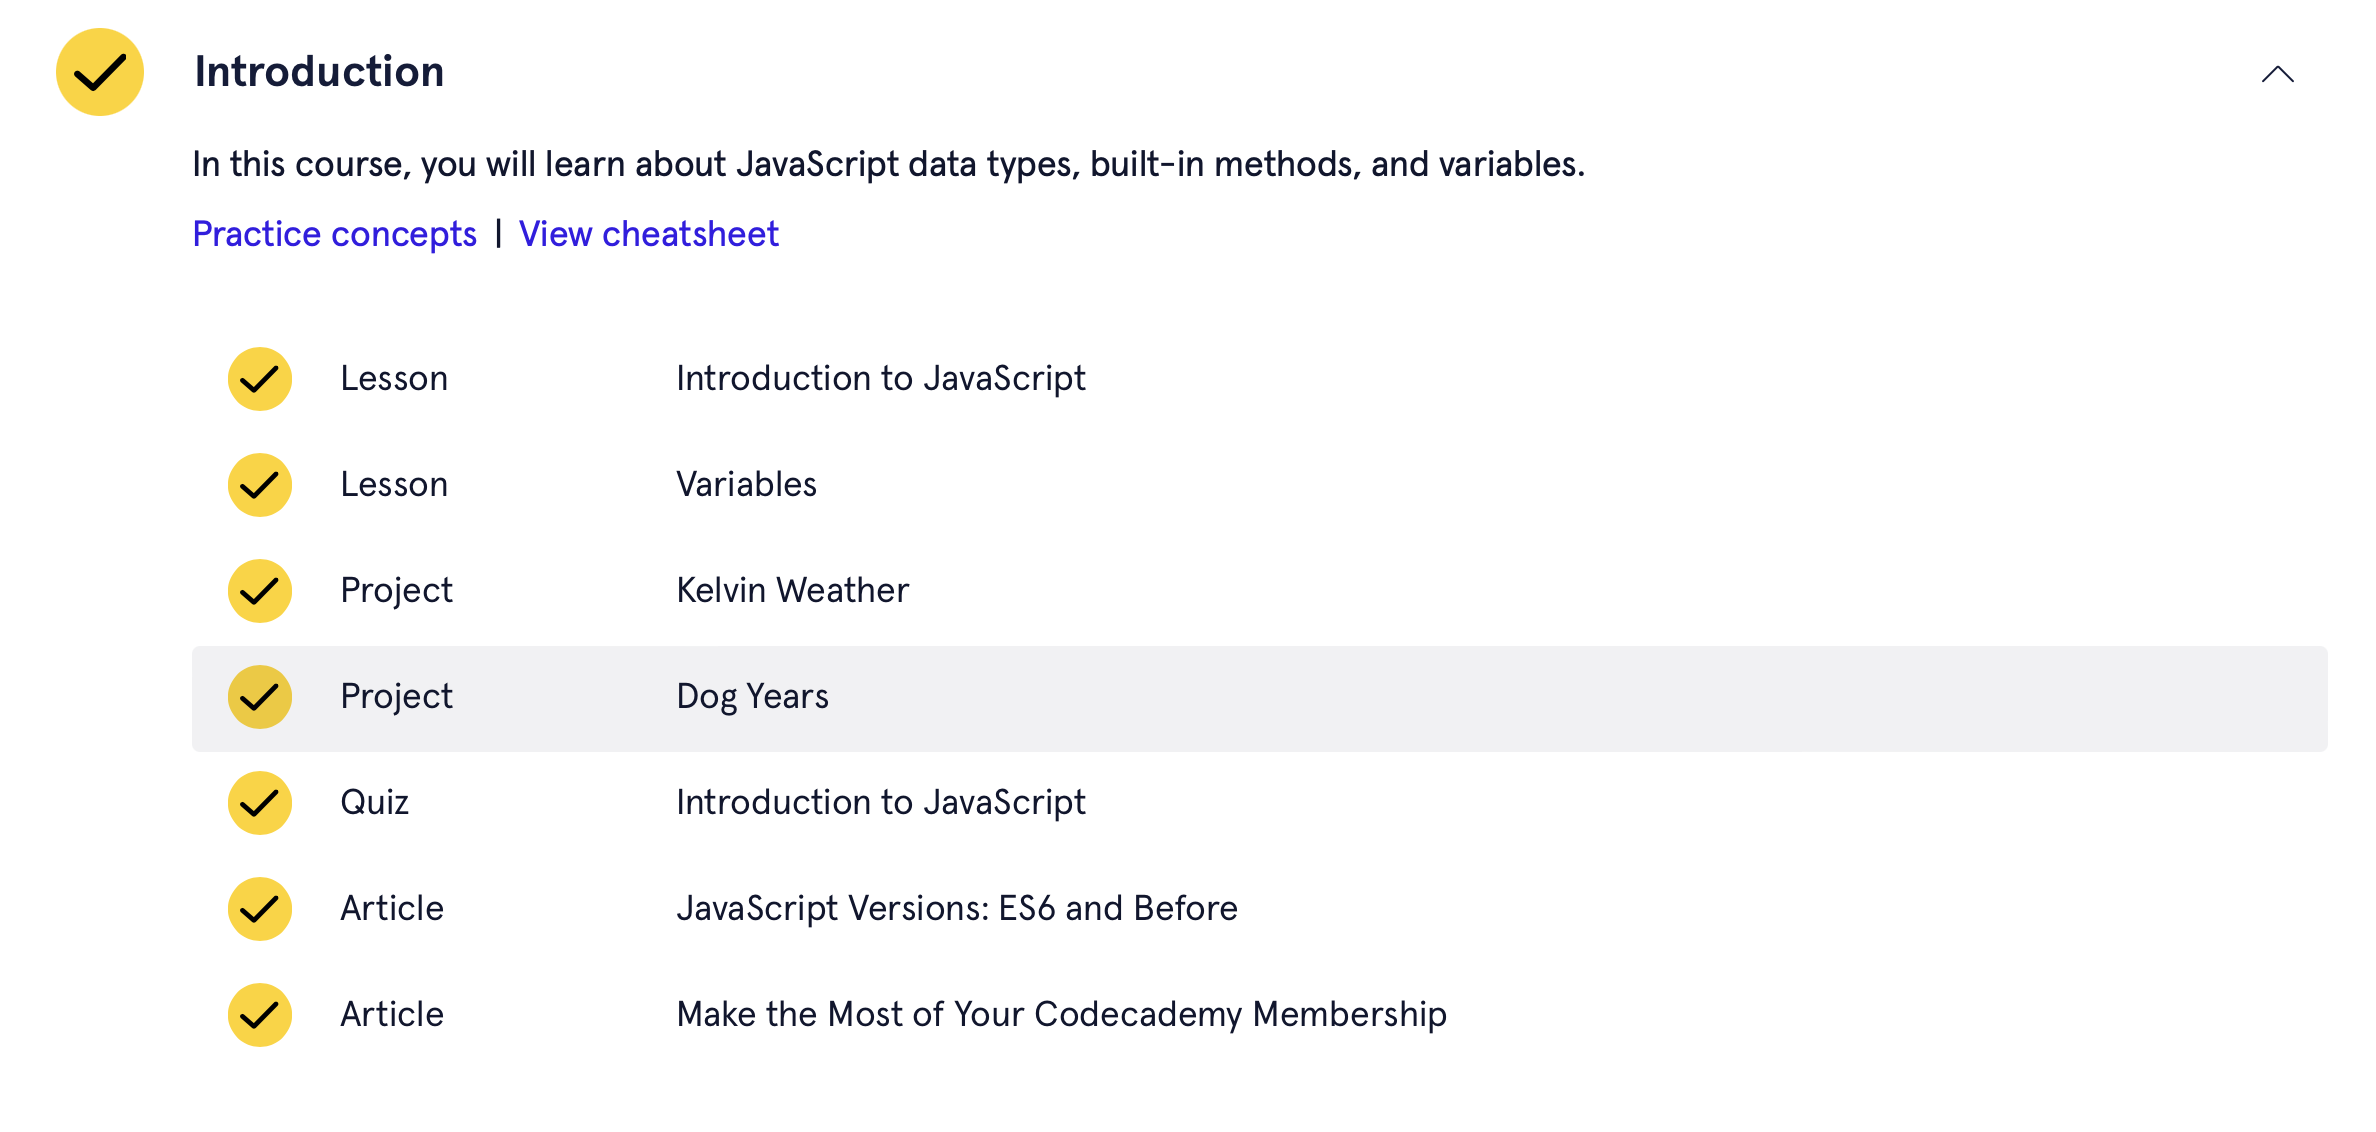 Introduction
In this course, you will learn about JavaScript data types, built-in methods, and variables.
Practice concepts | View cheatsheet
Lesson Introduction to JavaScript
Lesson Variables
Project Kelvin Weather
Project Dog Years
Quiz Introduction to JavaScript
Article JavaScript Versions: ES6 and Before
Article Make the Most of Your Codecademy Membership